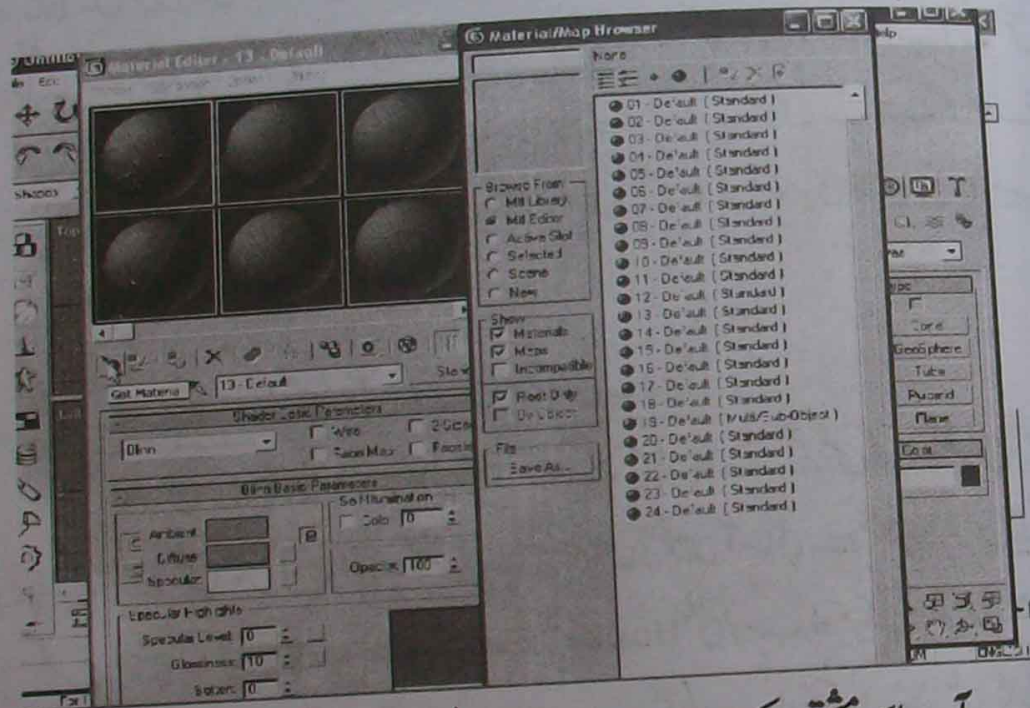 Material Editor - 13 - Default
Get Material
13 - Default
Shader Basic Parameters
Blinn
Wire
Face Map
Blinn Basic Parameters
Self-Illumination
Color 0
Ambient:
Diffuse:
Specular:
Opacity: 100
Specular Highlights
Specular Level: 0
Glossiness: 10
Soften: 0
Material/Map Browser
None
Browse From:
Mtl Library
Mtl Editor
Active Slot
Selected
Scene
New
Show
Materials
Maps
Incompatible
Root Only
By Object
File
Save As...
01 - Default ( Standard )
02 - Default ( Standard )
03 - Default ( Standard )
04 - Default ( Standard )
05 - Default ( Standard )
06 - Default ( Standard )
07 - Default ( Standard )
08 - Default ( Standard )
09 - Default ( Standard )
10 - Default ( Standard )
11 - Default ( Standard )
12 - Default ( Standard )
13 - Default ( Standard )
14 - Default ( Standard )
15 - Default ( Standard )
16 - Default ( Standard )
17 - Default ( Standard )
18 - Default ( Standard )
19 - Default ( Multi/Sub-Object )
20 - Default ( Standard )
21 - Default ( Standard )
22 - Default ( Standard )
23 - Default ( Standard )
24 - Default ( Standard )
Shapes
Top
Cone
GeoSphere
Tube
Pyramid
Plane
Color